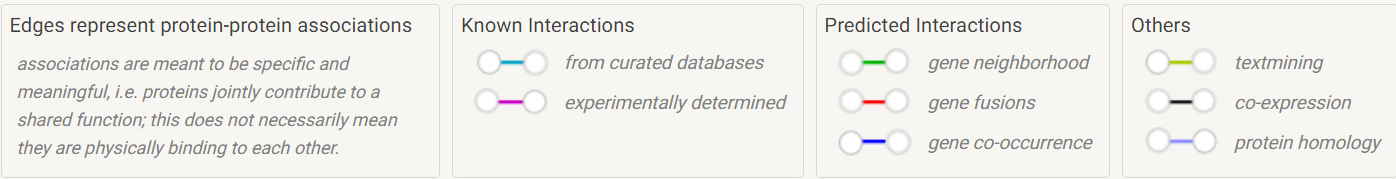 Edges represent protein-protein associations
associations are meant to be specific and
meaningful, i.e. proteins jointly contribute to a
shared function; this does not necessarily mean
they are physically binding to each other.
Known Interactions
from curated databases
experimentally determined
Predicted Interactions
gene neighborhood
gene fusions
gene co-occurrence
Others
textmining
co-expression
protein homology